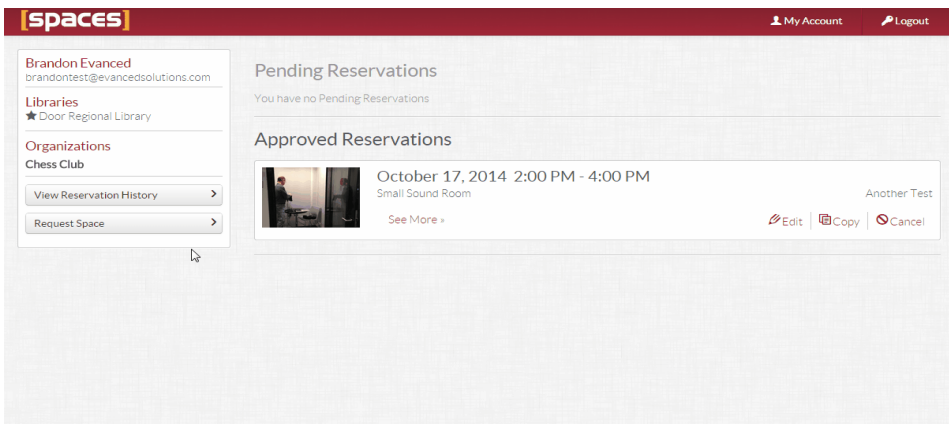 [spaces]
My Account
Logout
Brandon Evanced
brandontest@evancedsolutions.com
Libraries
Door Regional Library
Organizations
Chess Club
View Reservation History
Request Space
Pending Reservations
You have no Pending Reservations
Approved Reservations
October 17, 2014 2:00 PM - 4:00 PM
Small Sound Room
Another Test
See More »
Edit
Copy
Cancel